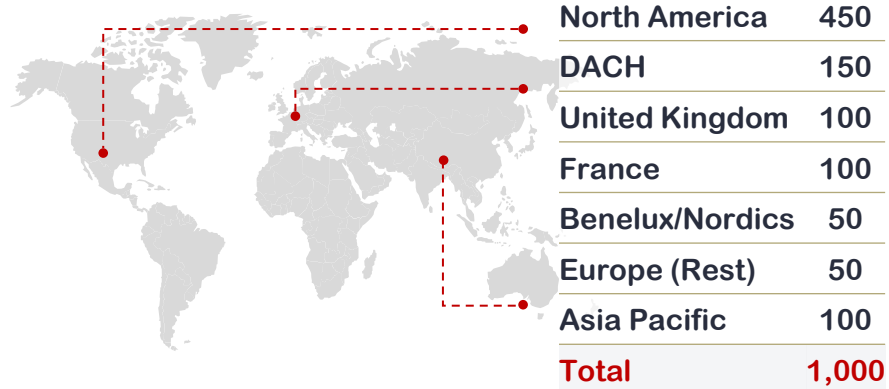 North America 450
DACH 150
United Kingdom 100
France 100
Benelux/Nordics 50
Europe (Rest) 50
Asia Pacific 100
Total 1,000